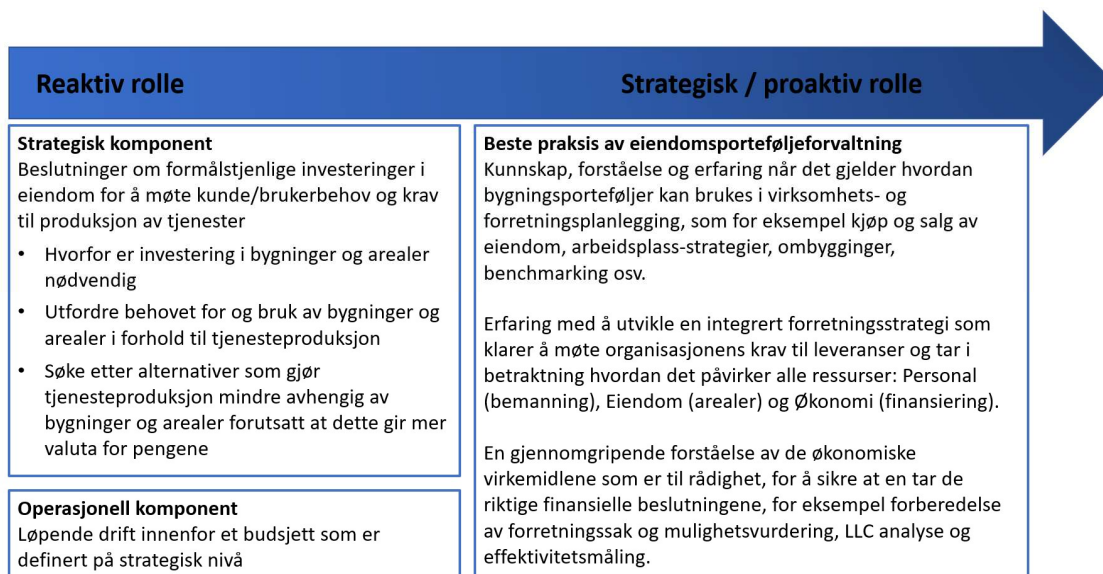 Reaktiv rolle
Strategisk / proaktiv rolle
Strategisk komponent
Beslutninger om formålstjenlige investeringer i
eiendom for å møte kunde/brukerbehov og krav
til produksjon av tjenester
• Hvorfor er investering i bygninger og arealer
nødvendig
• Utfordre behovet for og bruk av bygninger og
arealer i forhold til tjenesteproduksjon
• Søke etter alternativer som gjør
tjenesteproduksjon mindre avhengig av
bygninger og arealer forutsatt at dette gir mer
valuta for pengene
Operasjonell komponent
Løpende drift innenfor et budsjett som er
definert på strategisk nivå
Beste praksis av eiendomsporteføljeforvaltning
Kunnskap, forståelse og erfaring når det gjelder hvordan
bygningsporteføljer kan brukes i virksomhets- og
forretningsplanlegging, som for eksempel kjøp og salg av
eiendom, arbeidsplass-strategier, ombygginger,
benchmarking osv.
Erfaring med å utvikle en integrert forretningsstrategi som
klarer å møte organisasjonens krav til leveranser og tar i
betraktning hvordan det påvirker alle ressurser: Personal
(bemanning), Eiendom (arealer) og Økonomi (finansiering).
En gjennomgripende forståelse av de økonomiske
virkemidlene som er til rådighet, for å sikre at en tar de
riktige finansielle beslutningene, for eksempel forberedelse
av forretningssak og mulighetsvurdering, LLC analyse og
effektivitetsmåling.